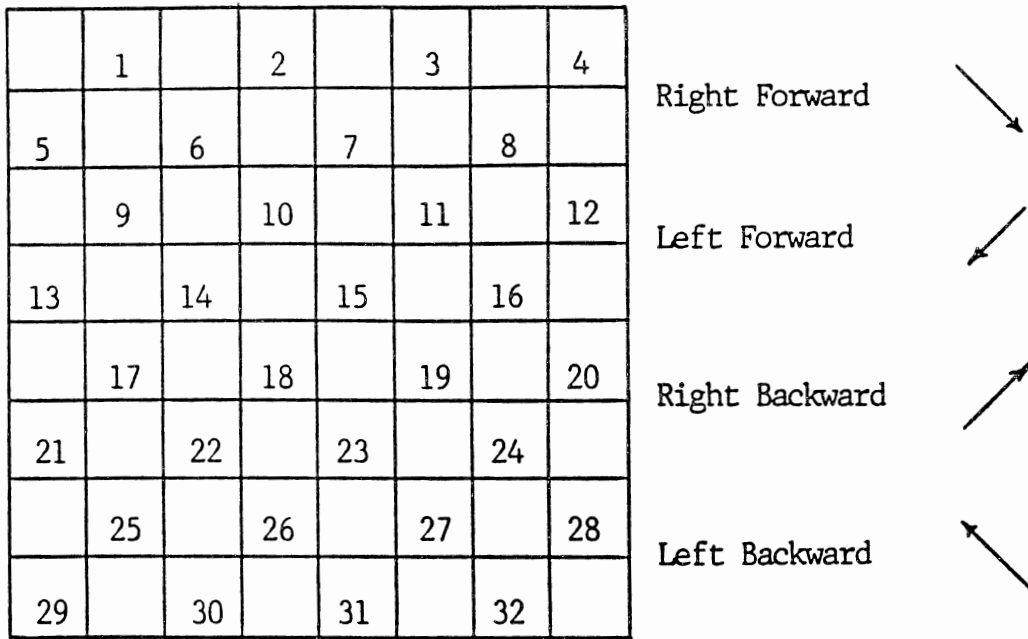 1 2 3 4
Right Forward
5 6 7 8
9 10 11 12
Left Forward
13 14 15 16
17 18 19 20
Right Backward
21 22 23 24
25 26 27 28
Left Backward
29 30 31 32